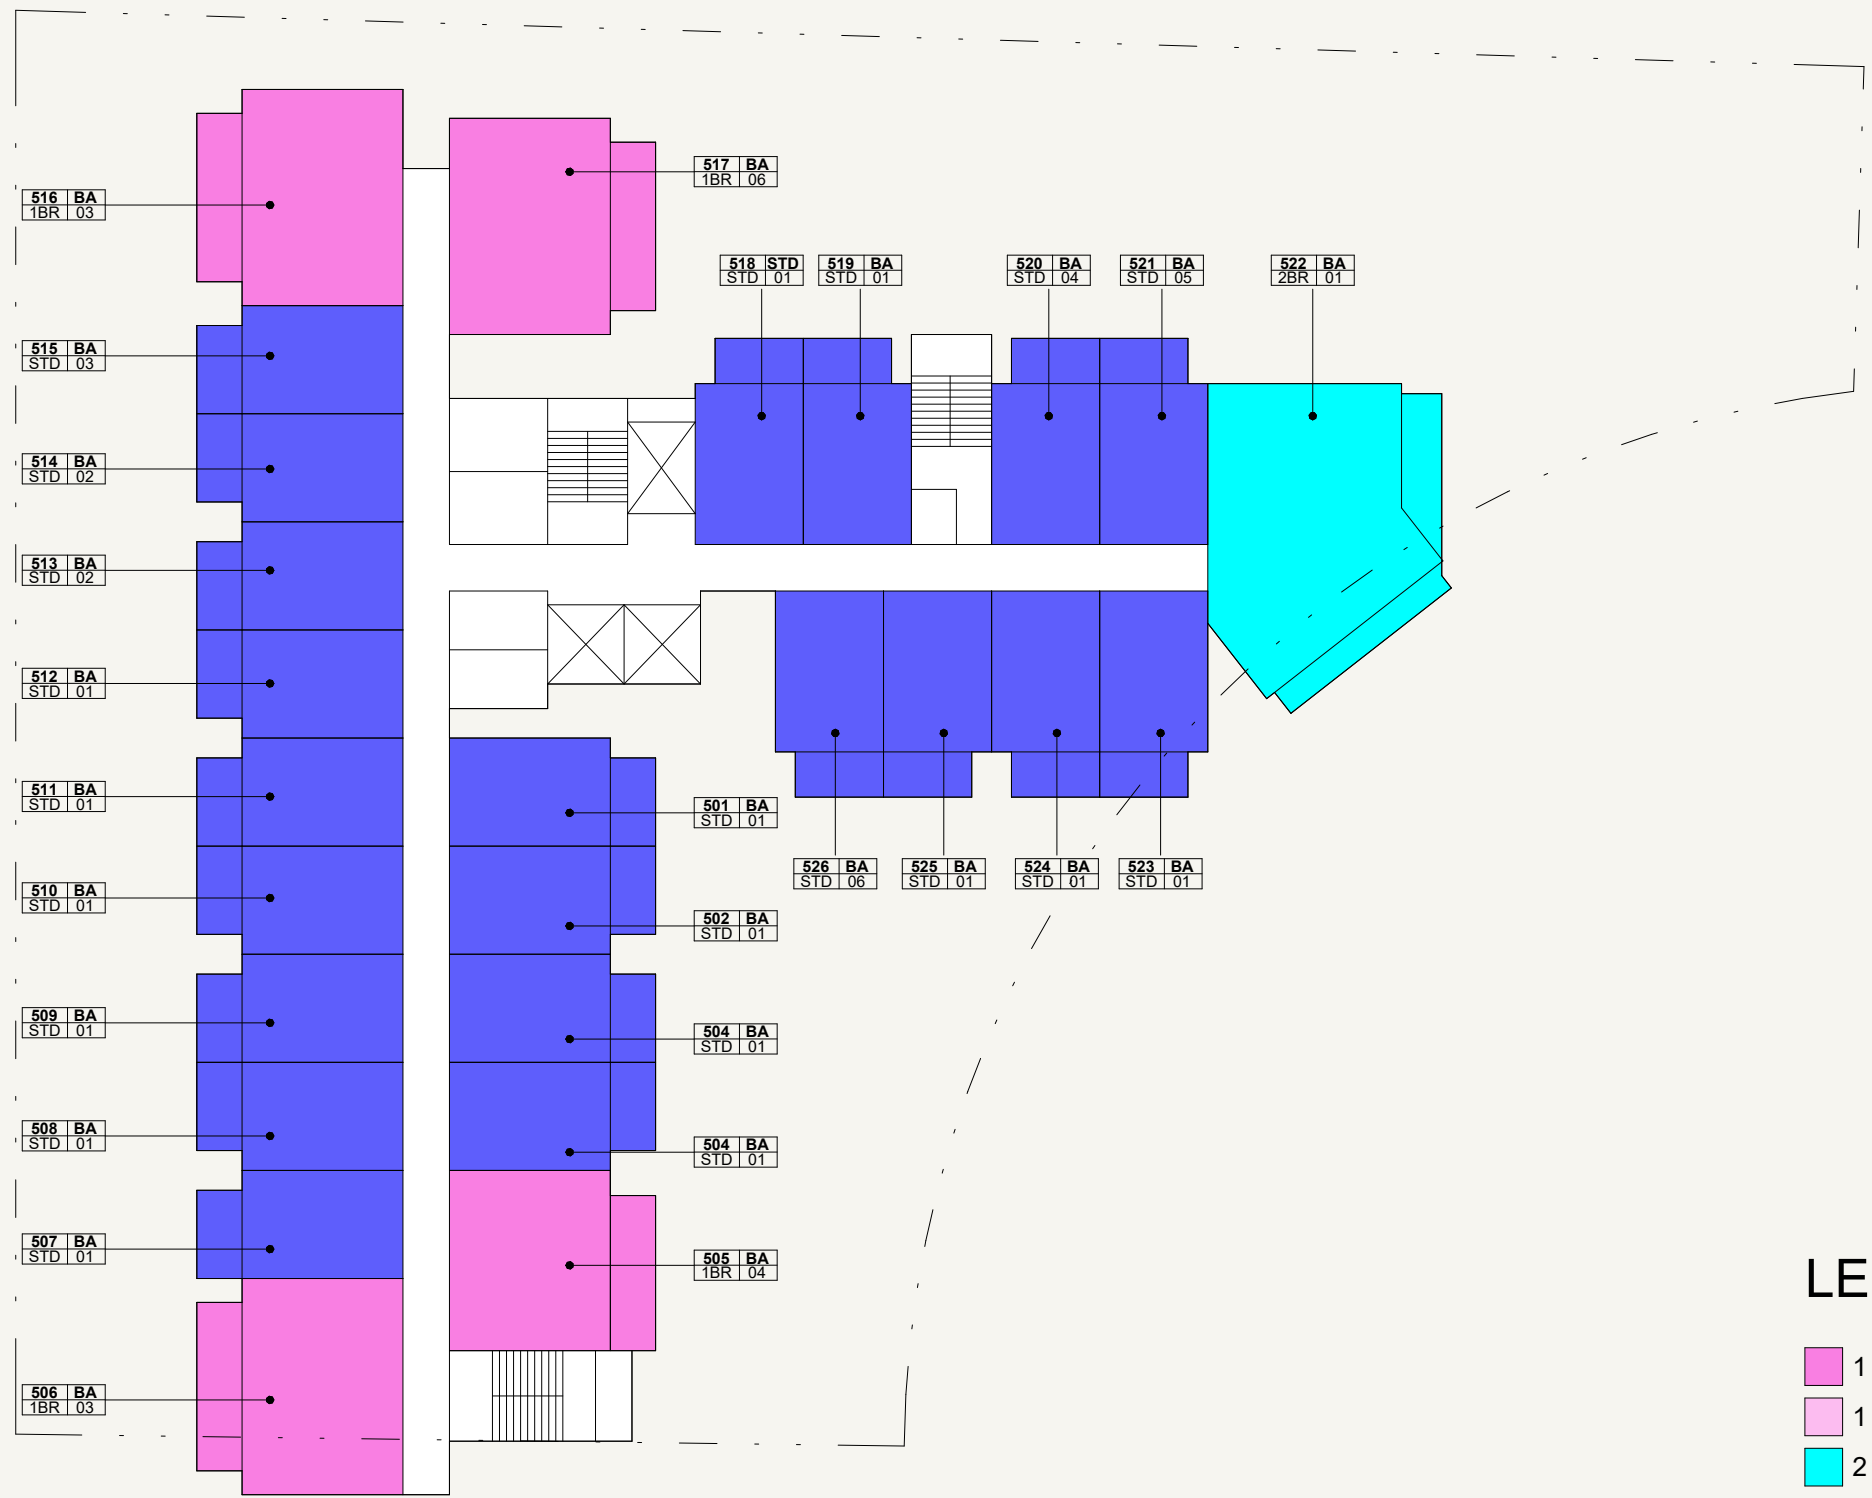 517 BA
1BR 06
516 BA
1BR 03
518 STD
STD 01
519 BA
STD 01
520 BA
STD 04
521 BA
STD 05
522 BA
2BR 01
515 BA
STD 03
514 BA
STD 02
513 BA
STD 02
512 BA
STD 01
511 BA
STD 01
501 BA
STD 01
526 BA
STD 06
525 BA
STD 01
524 BA
STD 01
523 BA
STD 01
510 BA
STD 01
502 BA
STD 01
509 BA
STD 01
504 BA
STD 01
508 BA
STD 01
504 BA
STD 01
507 BA
STD 01
505 BA
1BR 04
506 BA
1BR 03
LE
1
1
2